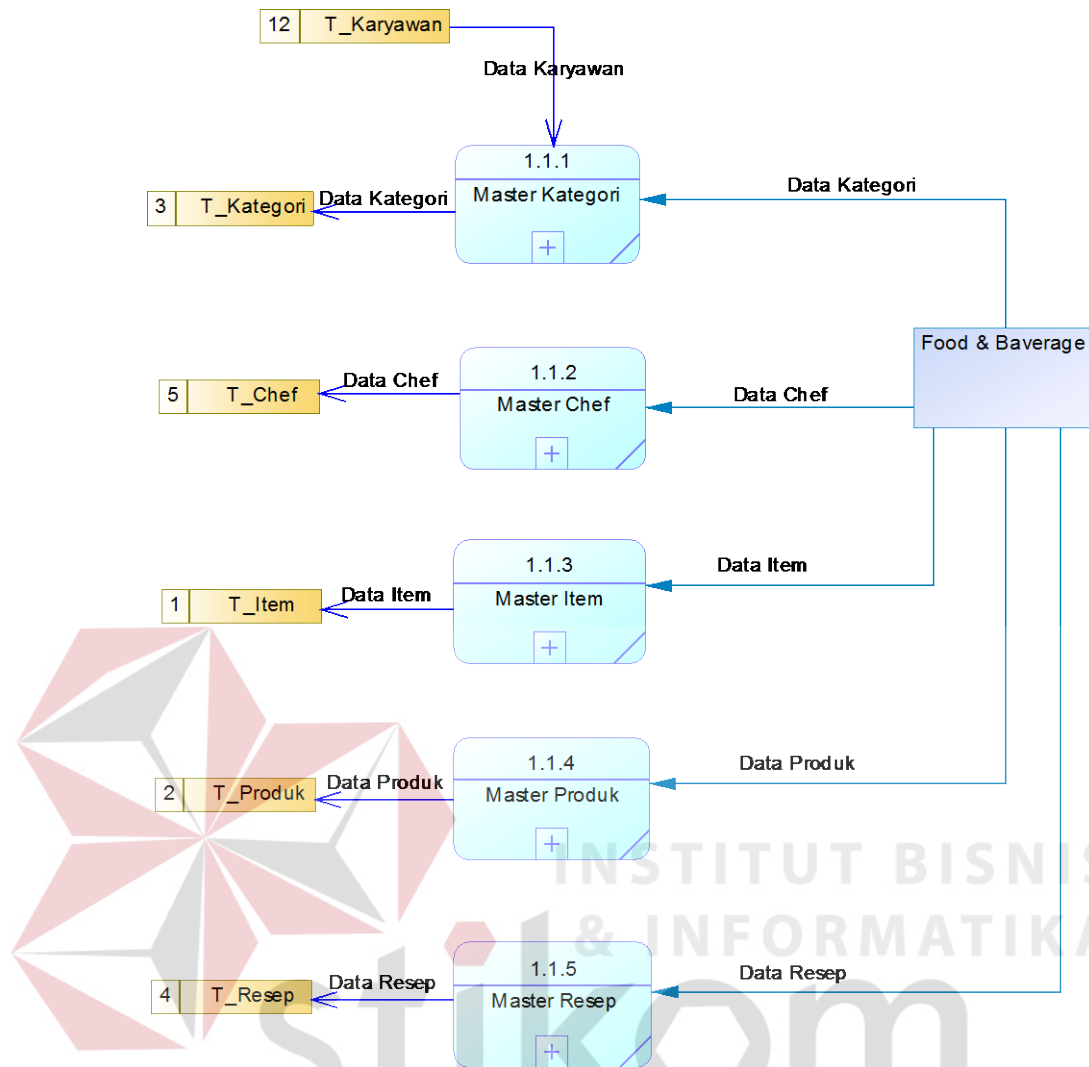 12 T_Karyawan
Data Karyawan
1.1.1
Master Kategori
Data Kategori
3 T_Kategori
Data Kategori
Food & Baverage
1.1.2
Master Chef
Data Chef
5 T_Chef
Data Chef
1.1.3
Master Item
Data Item
1 T_Item
Data Item
1.1.4
Master Produk
Data Produk
2 T_Produk
Data Produk
INSTITUT BISNIS
& INFORMATIKA
stikom
1.1.5
Master Resep
Data Resep
4 T_Resep
Data Resep